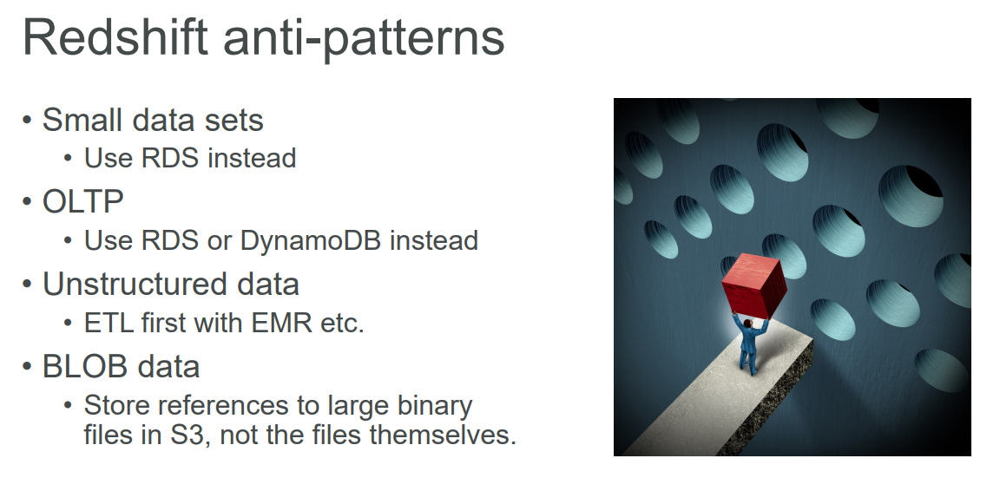 Redshift anti-patterns
• Small data sets
• Use RDS instead
• OLTP
• Use RDS or DynamoDB instead
• Unstructured data
• ETL first with EMR etc.
• BLOB data
• Store references to large binary
files in S3, not the files themselves.